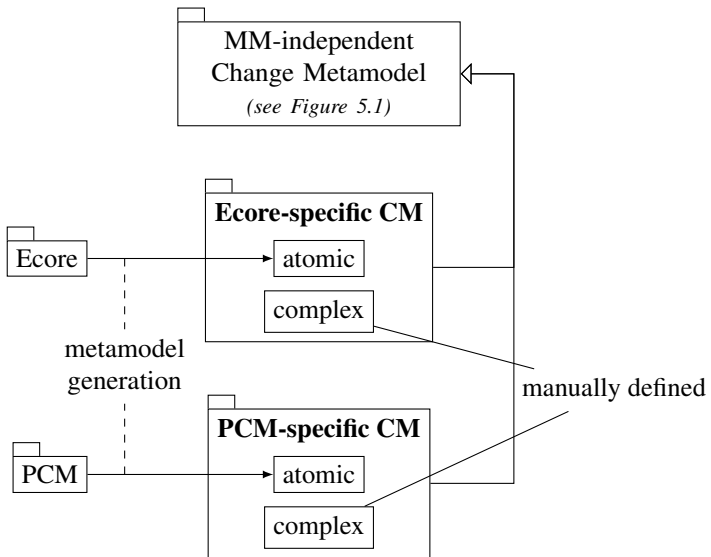 MM-independent
Change Metamodel
(see Figure 5.1)
Ecore-specific CM
Ecore
atomic
complex
metamodel
generation
manually defined
PCM-specific CM
PCM
atomic
complex